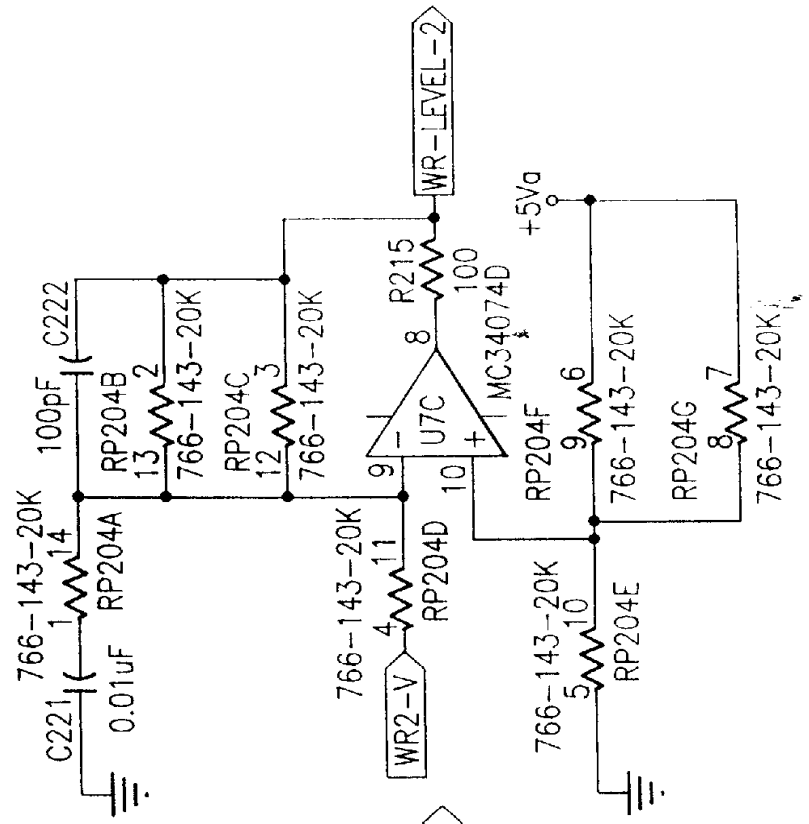 WR-LEVEL-2
C222
100pF
2
RP204B
13
766-143-20K
3
RP204C
12
766-143-20K
766-143-20K
14
1
RP204A
C221
0.01uF
R215
100
8
MC34074D
U7C
9
-
10
+
766-143-20K
11
4
RP204D
WR2-V
+5Va
RP204F
6
9
766-143-20K
RP204G
7
8
766-143-20K
766-143-20K
10
5
RP204E